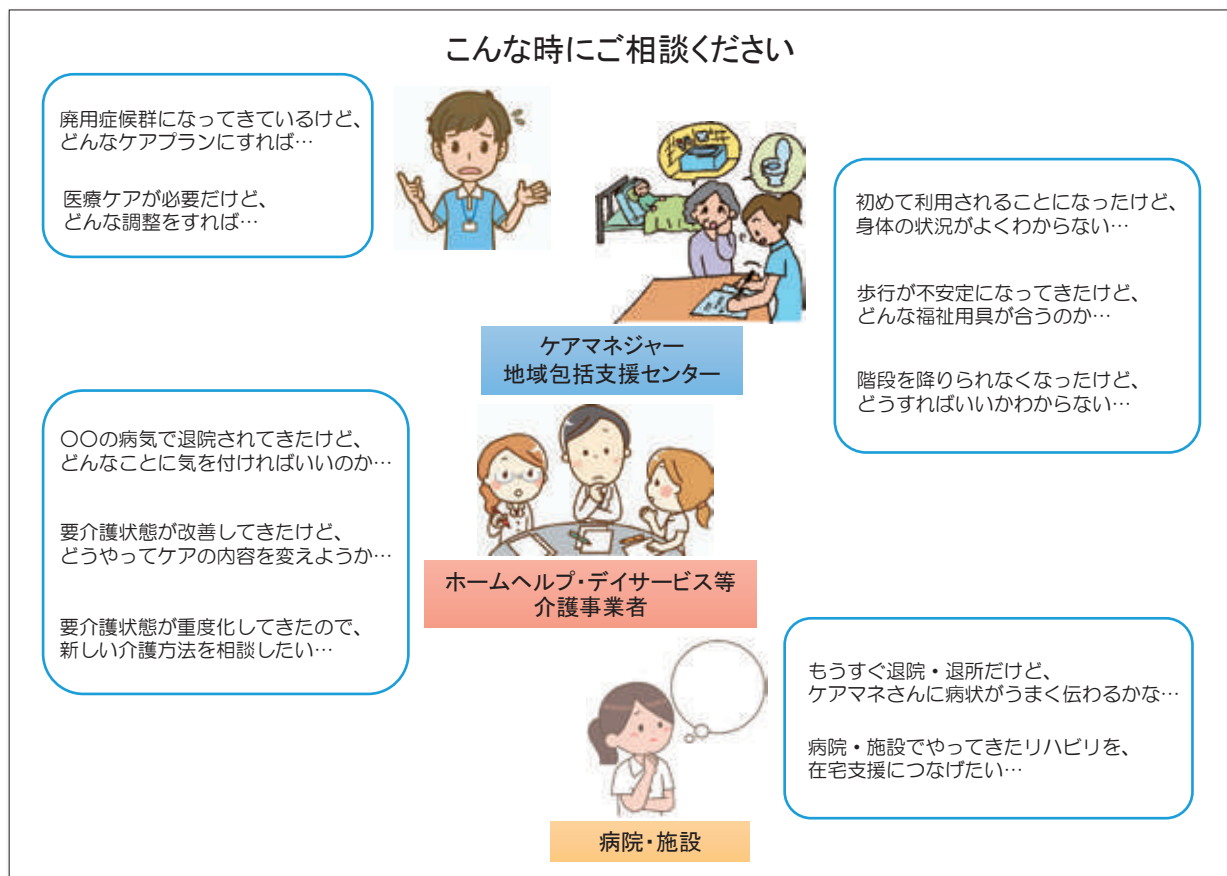 こんな時にご相談ください
廃用症候群になってきているけど、
どんなケアプランにすれば…
医療ケアが必要だけど、
どんな調整をすれば…
初めて利用されることになったけど、
身体の状況がよくわからない…
歩行が不安定になってきたけど、
どんな福祉用具が合うのか…
階段を降りられなくなったけど、
どうすればいいかわからない…
ケアマネジャー
地域包括支援センター
〇〇の病気で退院されてきたけど、
どんなことに気を付ければいいのか…
要介護状態が改善してきたけど、
どうやってケアの内容を変えようか…
要介護状態が重度化してきたので、
新しい介護方法を相談したい…
ホームヘルプ・デイサービス等
介護事業者
もうすぐ退院・退所だけど、
ケアマネさんに病状がうまく伝わるかな…
病院・施設でやってきたリハビリを、
在宅支援につなげたい…
病院・施設